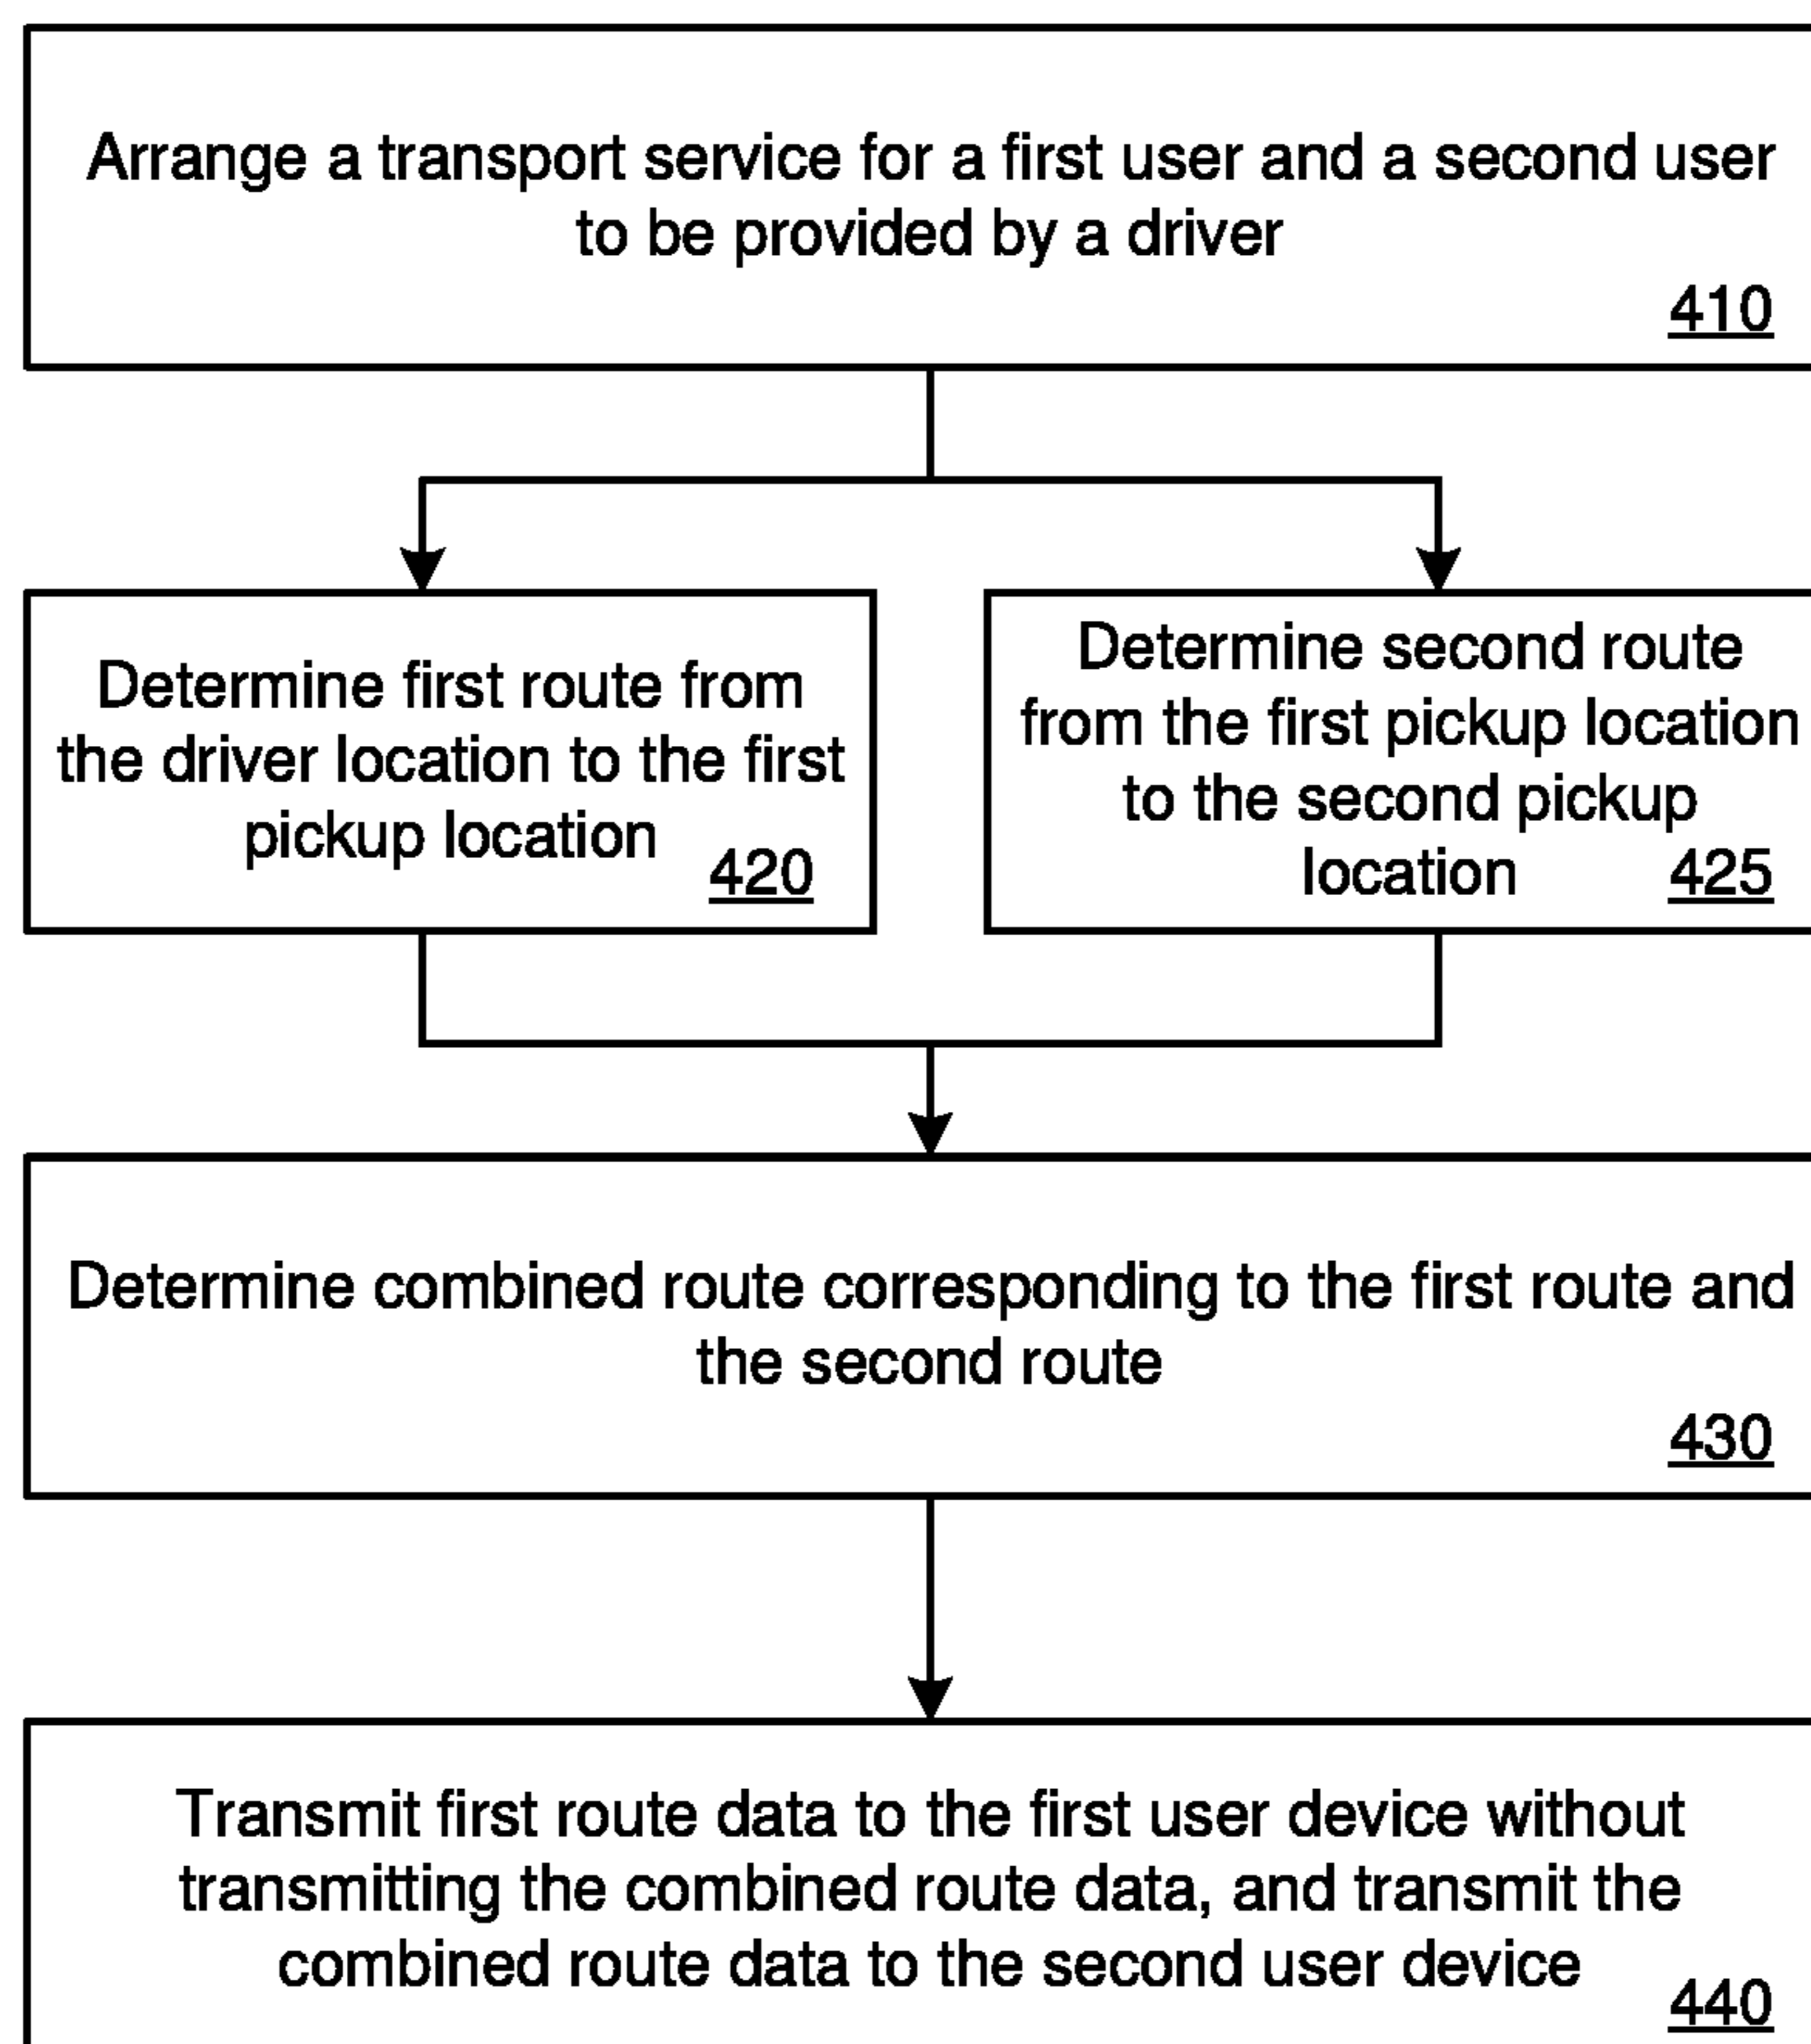 Arrange a transport service for a first user and a second user
to be provided by a driver
410
Determine first route from
the driver location to the first
pickup location
420
Determine second route
from the first pickup location
to the second pickup
location
425
Determine combined route corresponding to the first route and
the second route
430
Transmit first route data to the first user device without
transmitting the combined route data, and transmit the
combined route data to the second user device
440